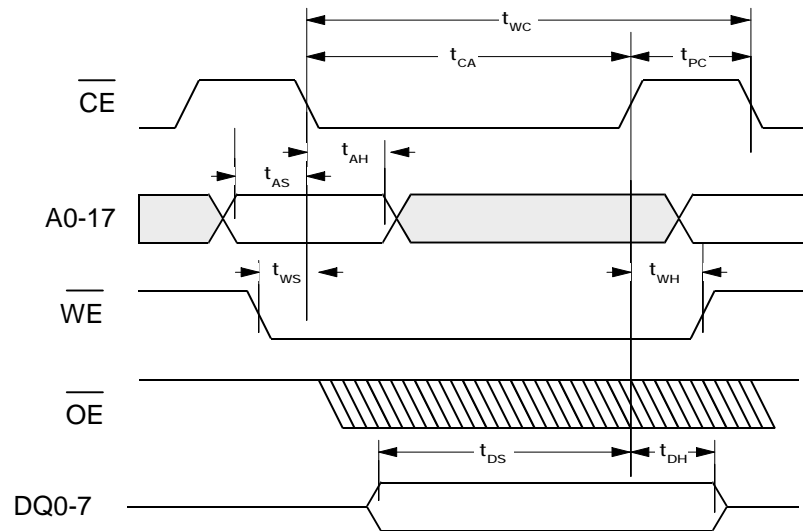 tWC
tCA tPC
CE
tAH
tAS
A0-17
tWS tWH
WE
OE
tDS tDH
DQ0-7